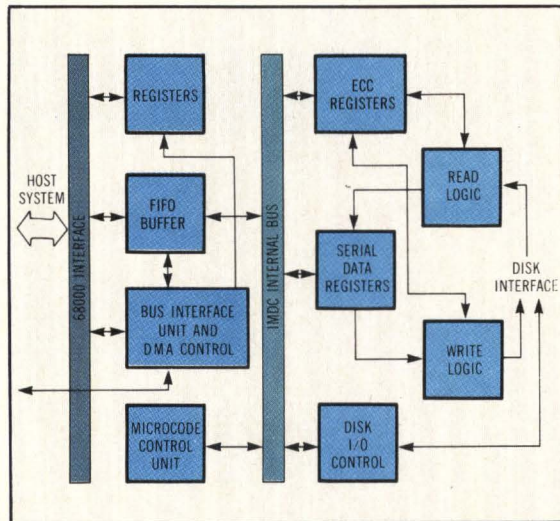 HOST
SYSTEM
68000 INTERFACE
REGISTERS
FIFO
BUFFER
BUS INTERFACE
UNIT AND
DMA CONTROL
MICROCODE
CONTROL
UNIT
IMDC INTERNAL BUS
ECC
REGISTERS
READ
LOGIC
SERIAL
DATA
REGISTERS
DISK
INTERFACE
WRITE
LOGIC
DISK
I/O
CONTROL